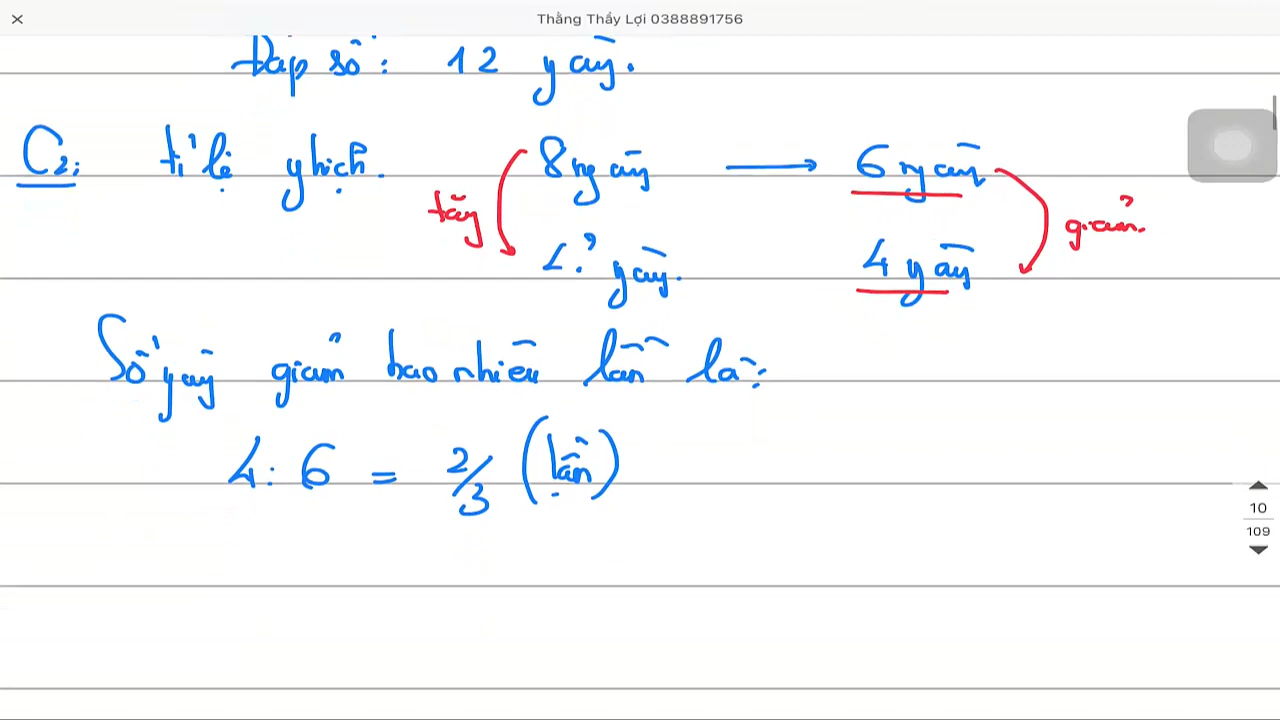 Thằng Thầy Lợi 0388891756
Đáp số: 12 ngày.
C2: tỉ lệ nghịch. 8 người → 6 ngày
tăng giảm.
? người. 4 ngày
Số ngày giảm bao nhiêu lần là:
4 : 6 = 2/3 (lần)
10
109